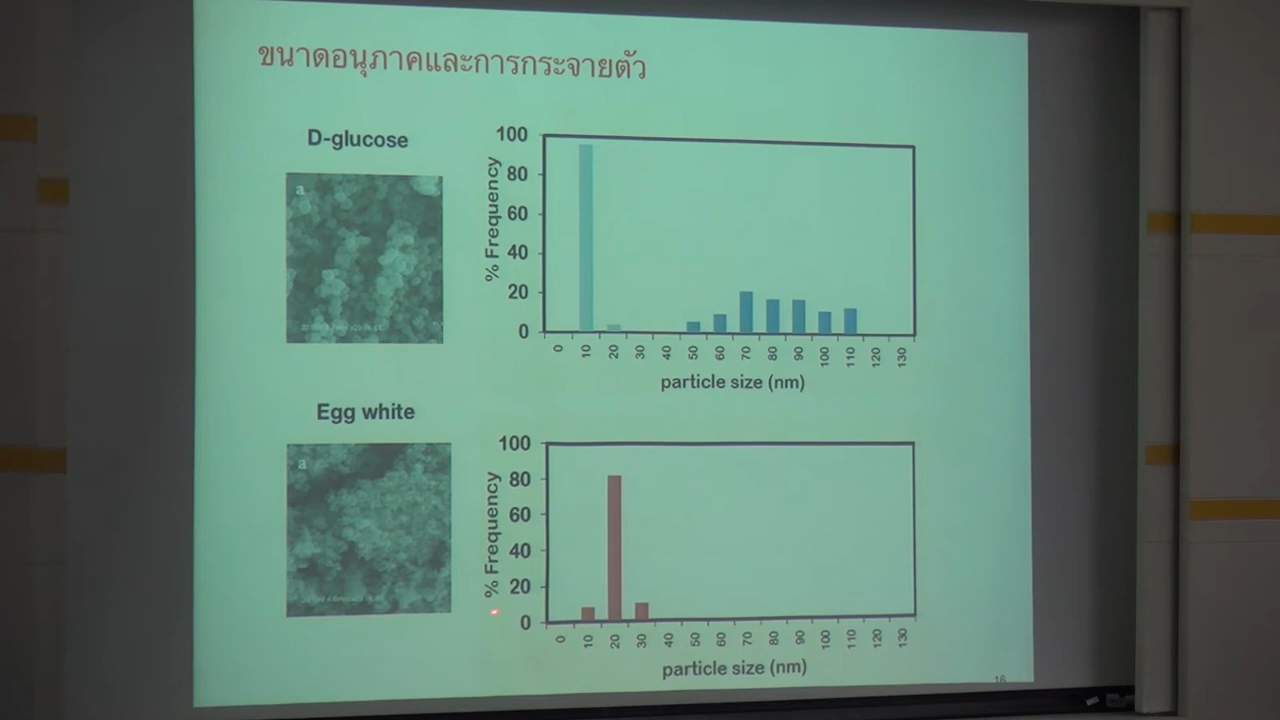 ขนาดอนุภาคและการกระจายตัว
D-glucose
a
% Frequency
100
80
60
40
20
0
0 10 20 30 40 50 60 70 80 90 100 110 120 130
particle size (nm)
Egg white
a
% Frequency
100
80
60
40
20
0
0 10 20 30 40 50 60 70 80 90 100 110 120 130
particle size (nm)
16